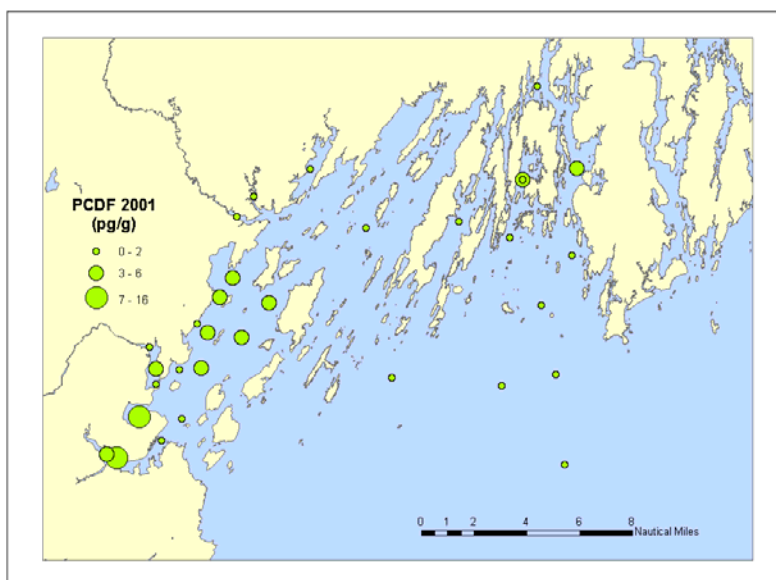 PCDF 2001
(pg/g)
0 - 2
3 - 6
7 - 16
0 1 2 4 6 8
Nautical Miles